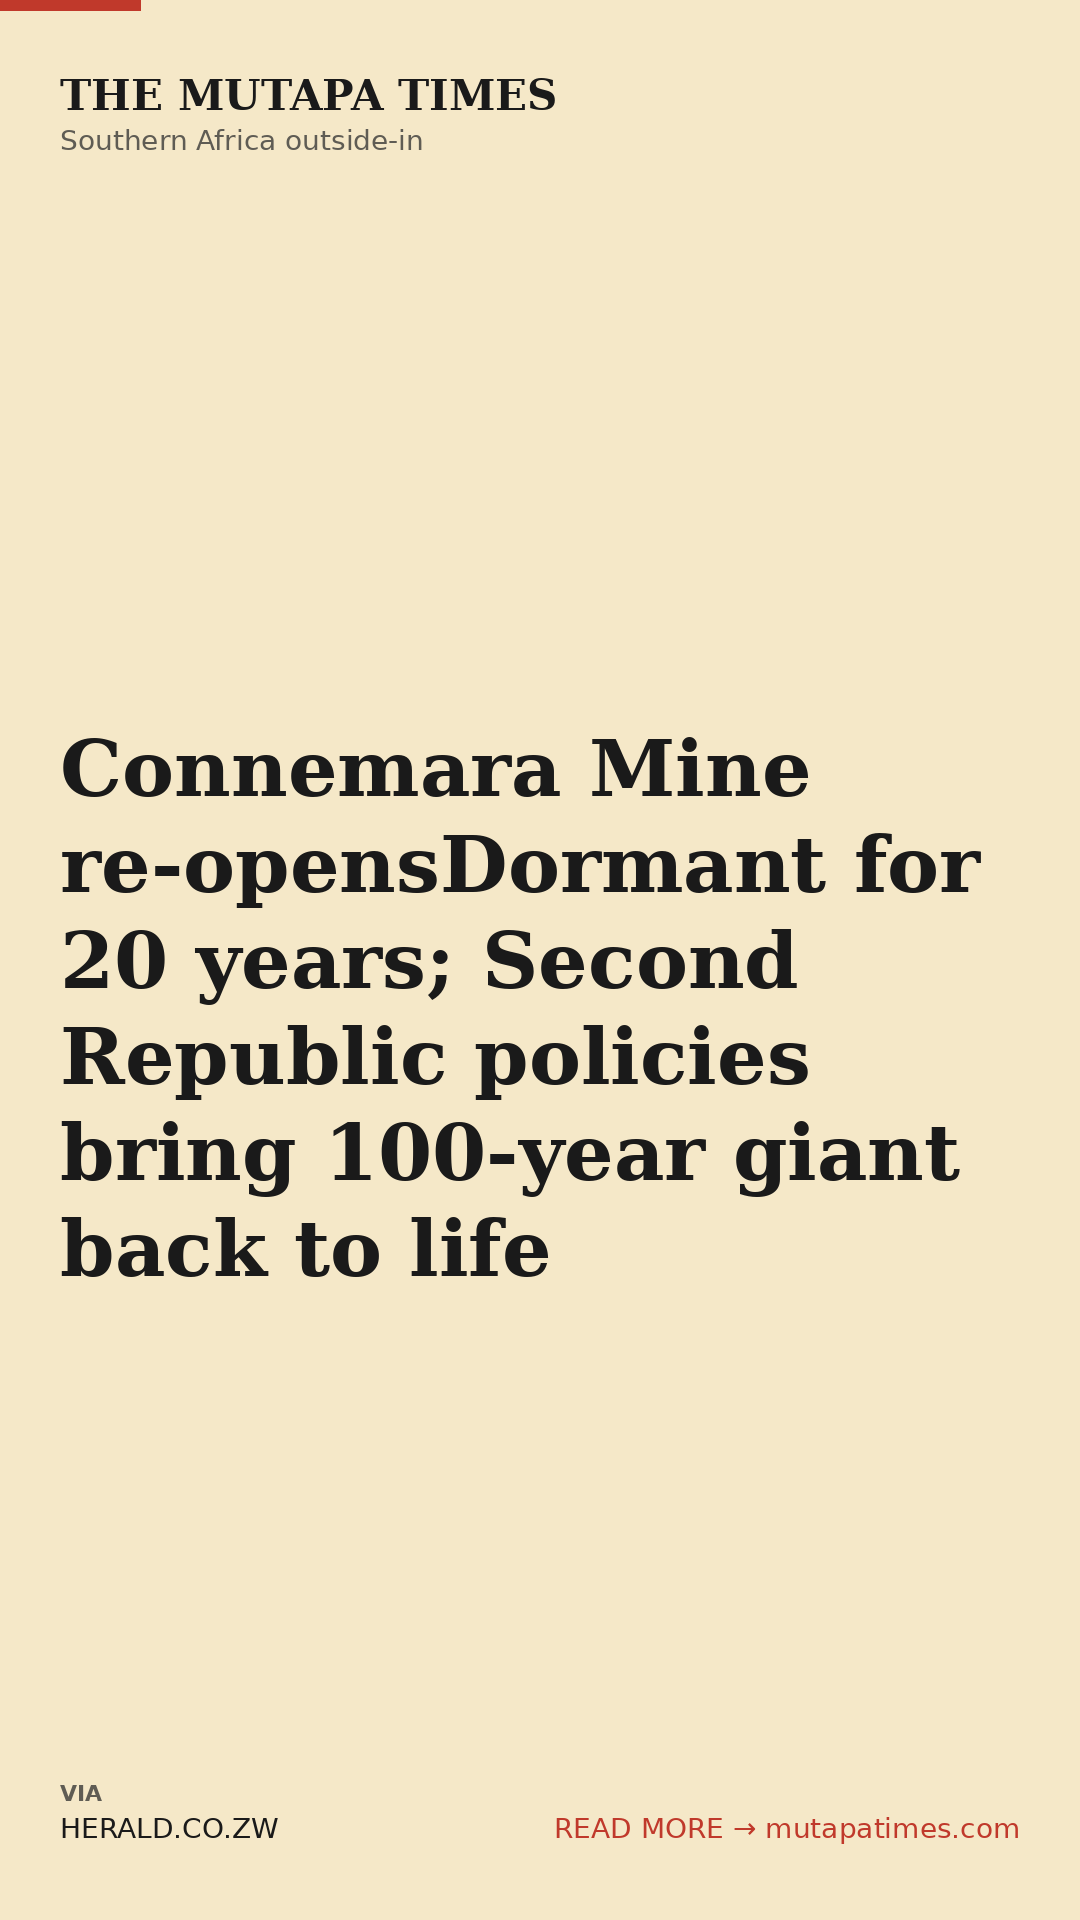 THE MUTAPA TIMES
Southern Africa outside-in
Connemara Mine
re-opensDormant for
20 years; Second
Republic policies
bring 100-year giant
back to life
VIA
HERALD.CO.ZW
READ MORE → mutapatimes.com